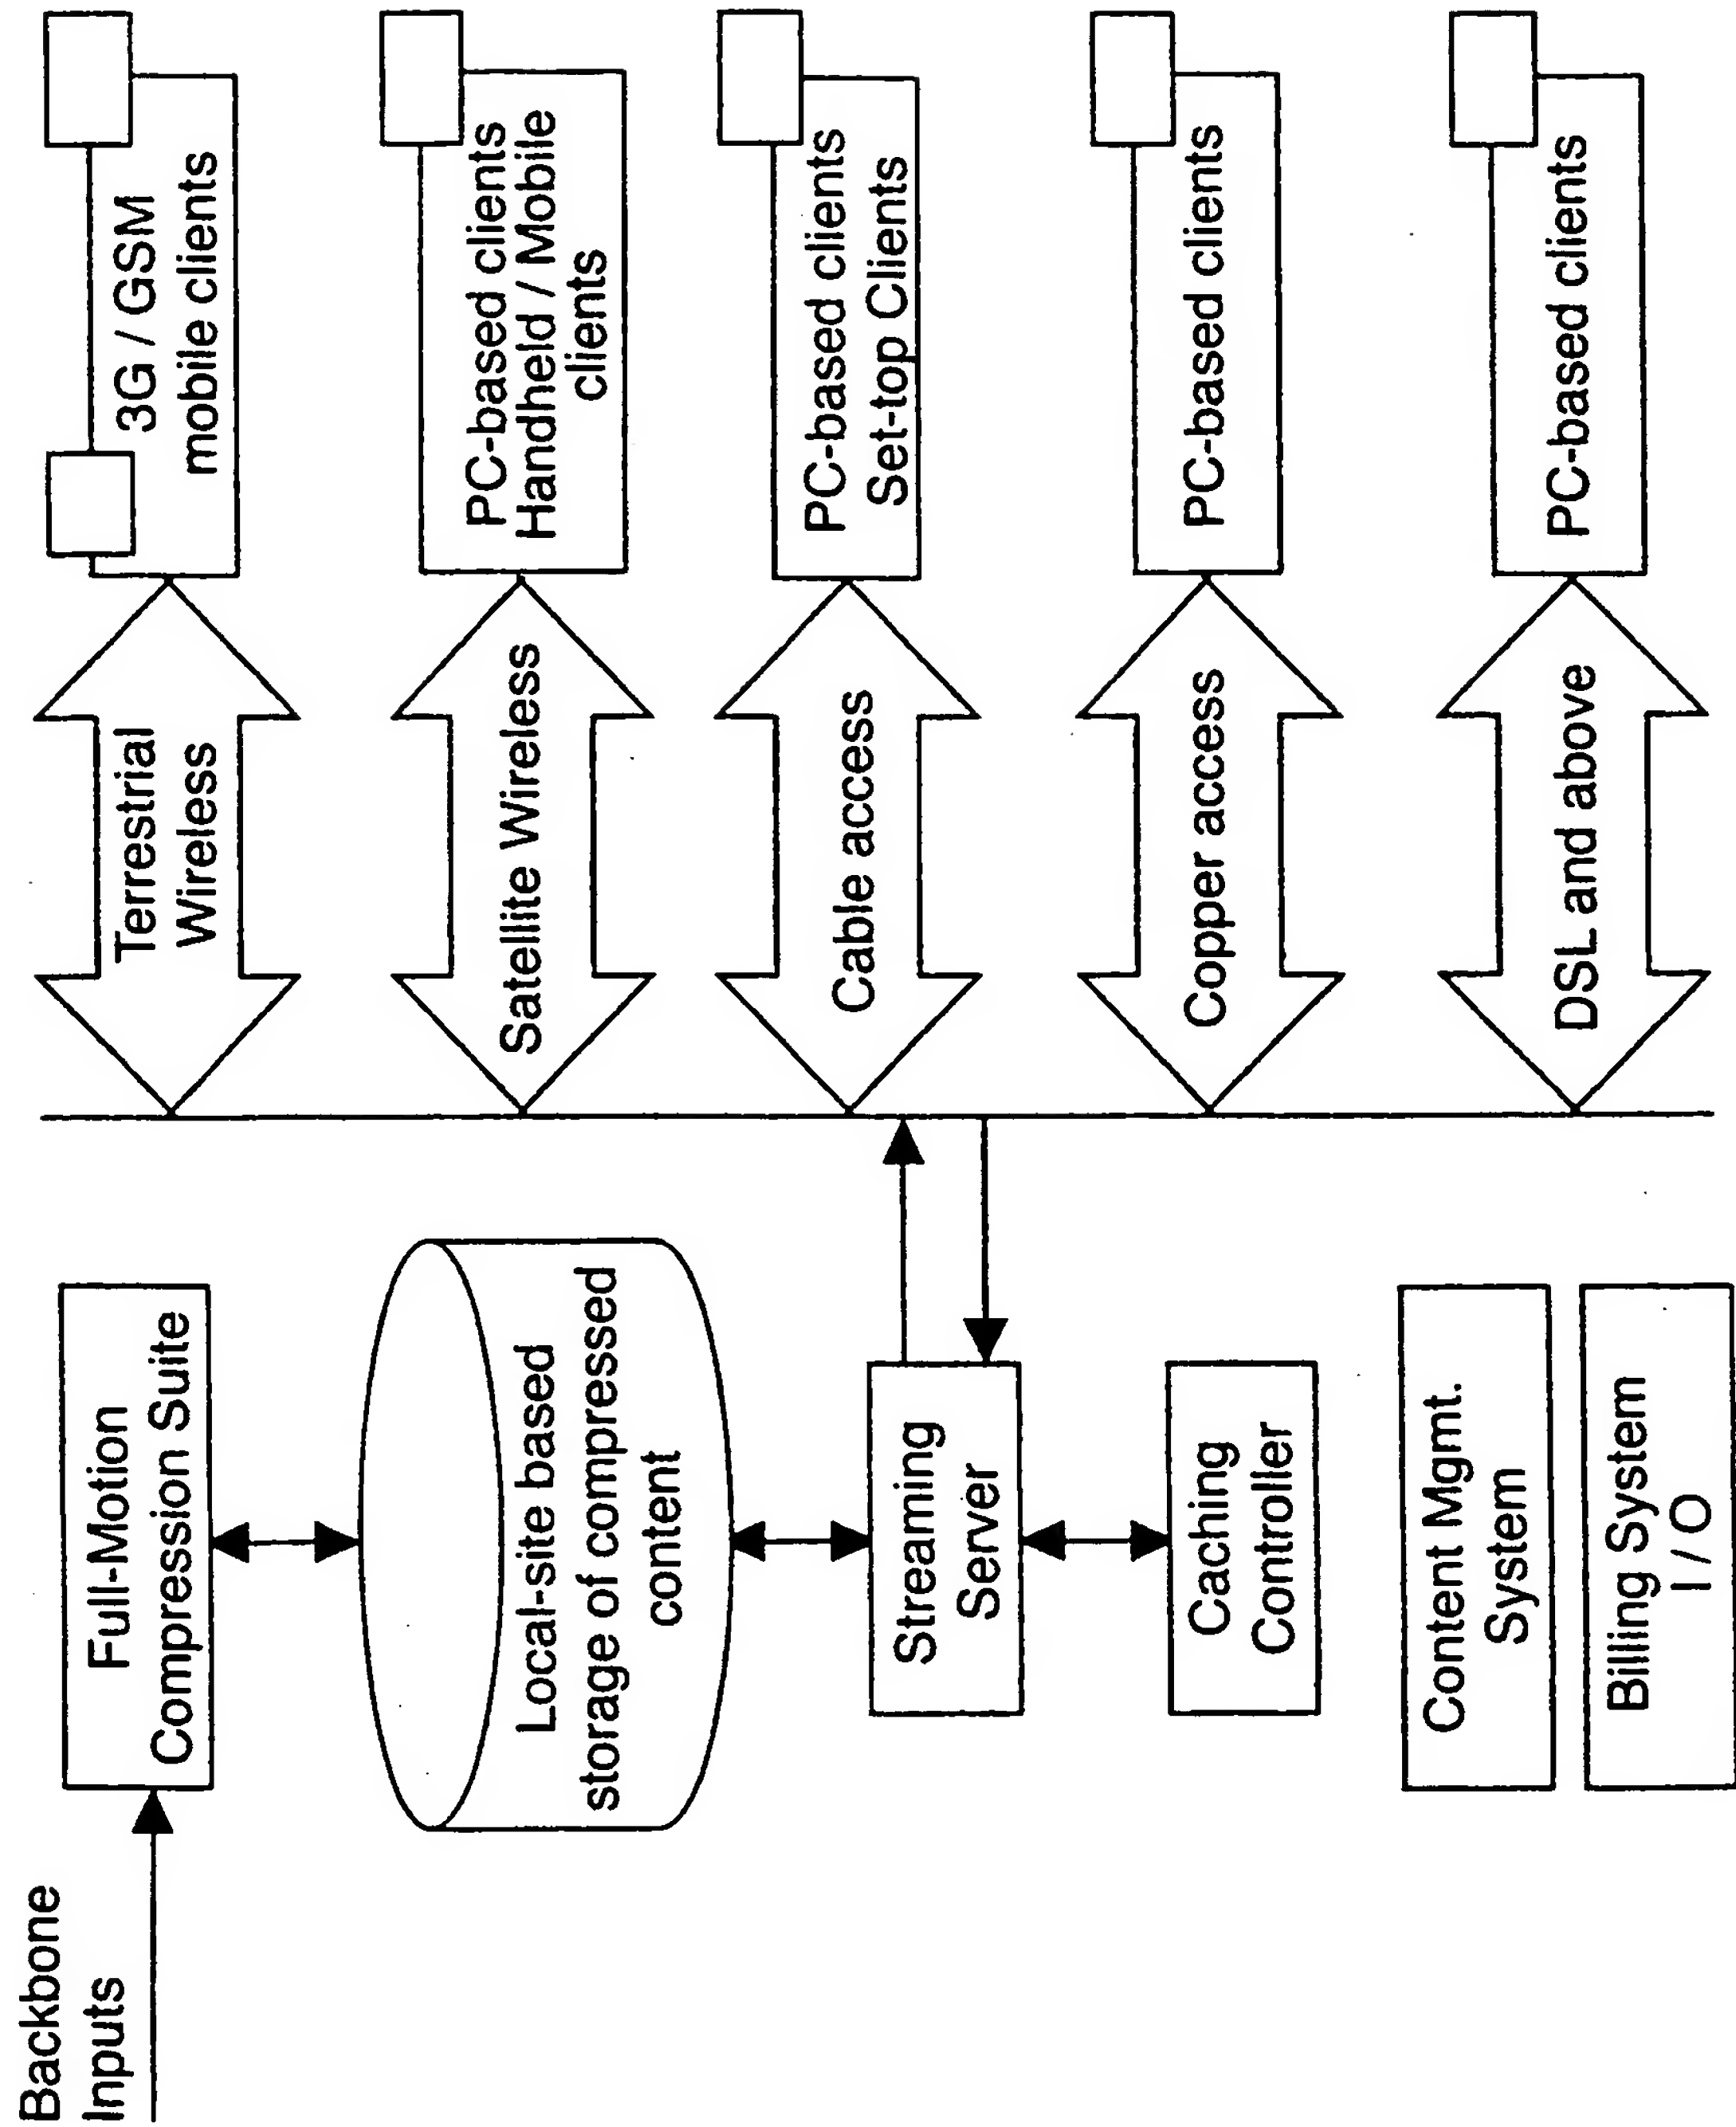 Backbone
Inputs
Full-Motion
Compression Suite
Local-site based
storage of compressed
content
Streaming
Server
Caching
Controller
Content Mgmt.
System
Billing System
I / O
Terrestrial
Wireless
Satellite Wireless
Cable access
Copper access
DSL and above
3G / GSM
mobile clients
PC-based clients
Handheld / Mobile
clients
PC-based clients
Set-top Clients
PC-based clients
PC-based clients